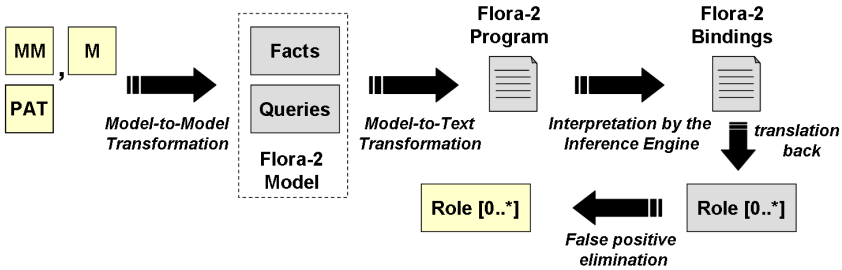 MM , M
PAT
Model-to-Model
Transformation
Facts
Queries
Flora-2
Model
Model-to-Text
Transformation
Flora-2
Program
Interpretation by the
Inference Engine
Flora-2
Bindings
translation
back
Role [0..*]
False positive
elimination
Role [0..*]